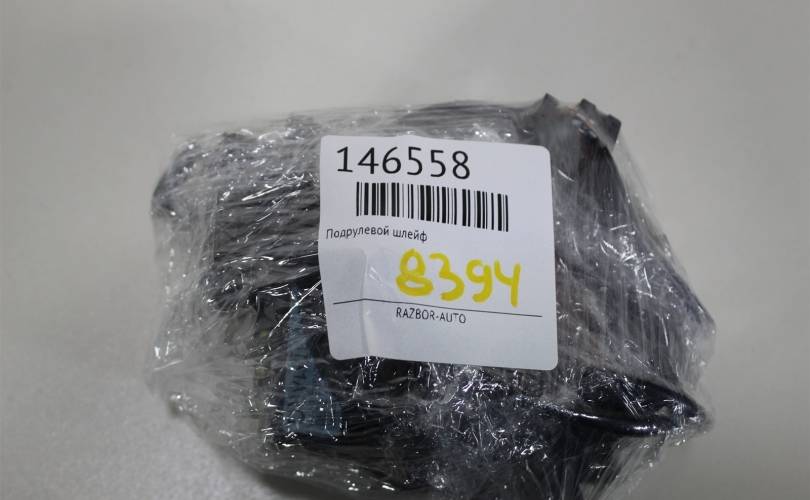 146558
Подрулевой шлейф
8394
RAZBOR-AUTO